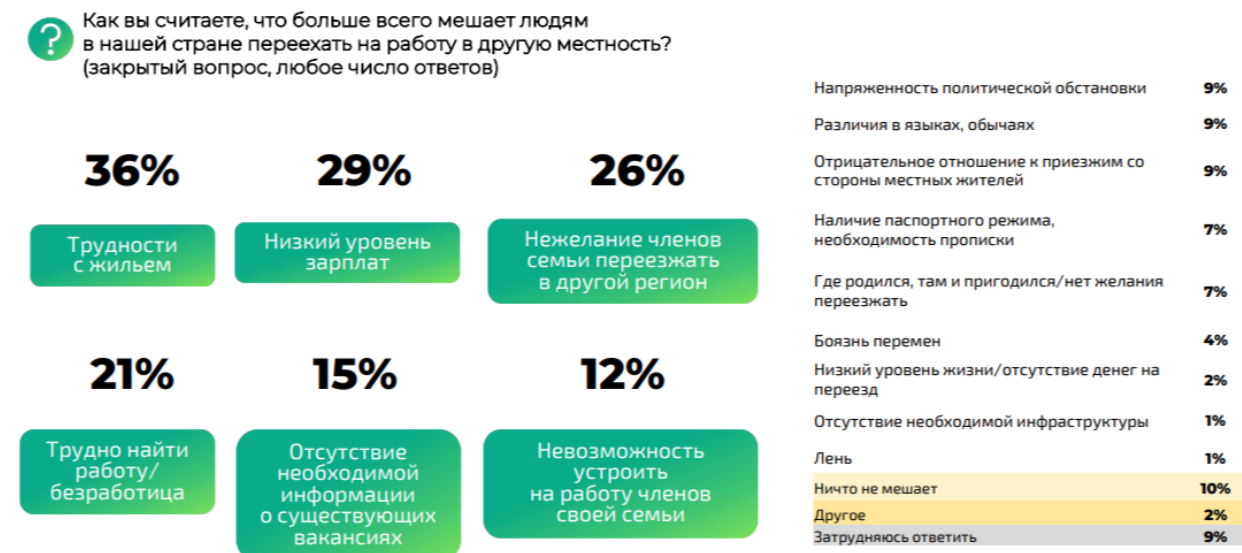 ?
Как вы считаете, что больше всего мешает людям
в нашей стране переехать на работу в другую местность?
(закрытый вопрос, любое число ответов)
36%
Трудности
с жильем
29%
Низкий уровень
зарплат
26%
Нежелание членов
семьи переезжать
в другой регион
21%
Трудно найти
работу/
безработица
15%
Отсутствие
необходимой
информации
о существующих
вакансиях
12%
Невозможность
устроить
на работу членов
своей семьи
Напряженность политической обстановки 9%
Различия в языках, обычаях 9%
Отрицательное отношение к приезжим со
стороны местных жителей 9%
Наличие паспортного режима,
необходимость прописки 7%
Где родился, там и пригодился/нет желания
переезжать 7%
Боязнь перемен 4%
Низкий уровень жизни/отсутствие денег на
переезд 2%
Отсутствие необходимой инфраструктуры 1%
Лень 1%
Ничто не мешает 10%
Другое 2%
Затрудняюсь ответить 9%